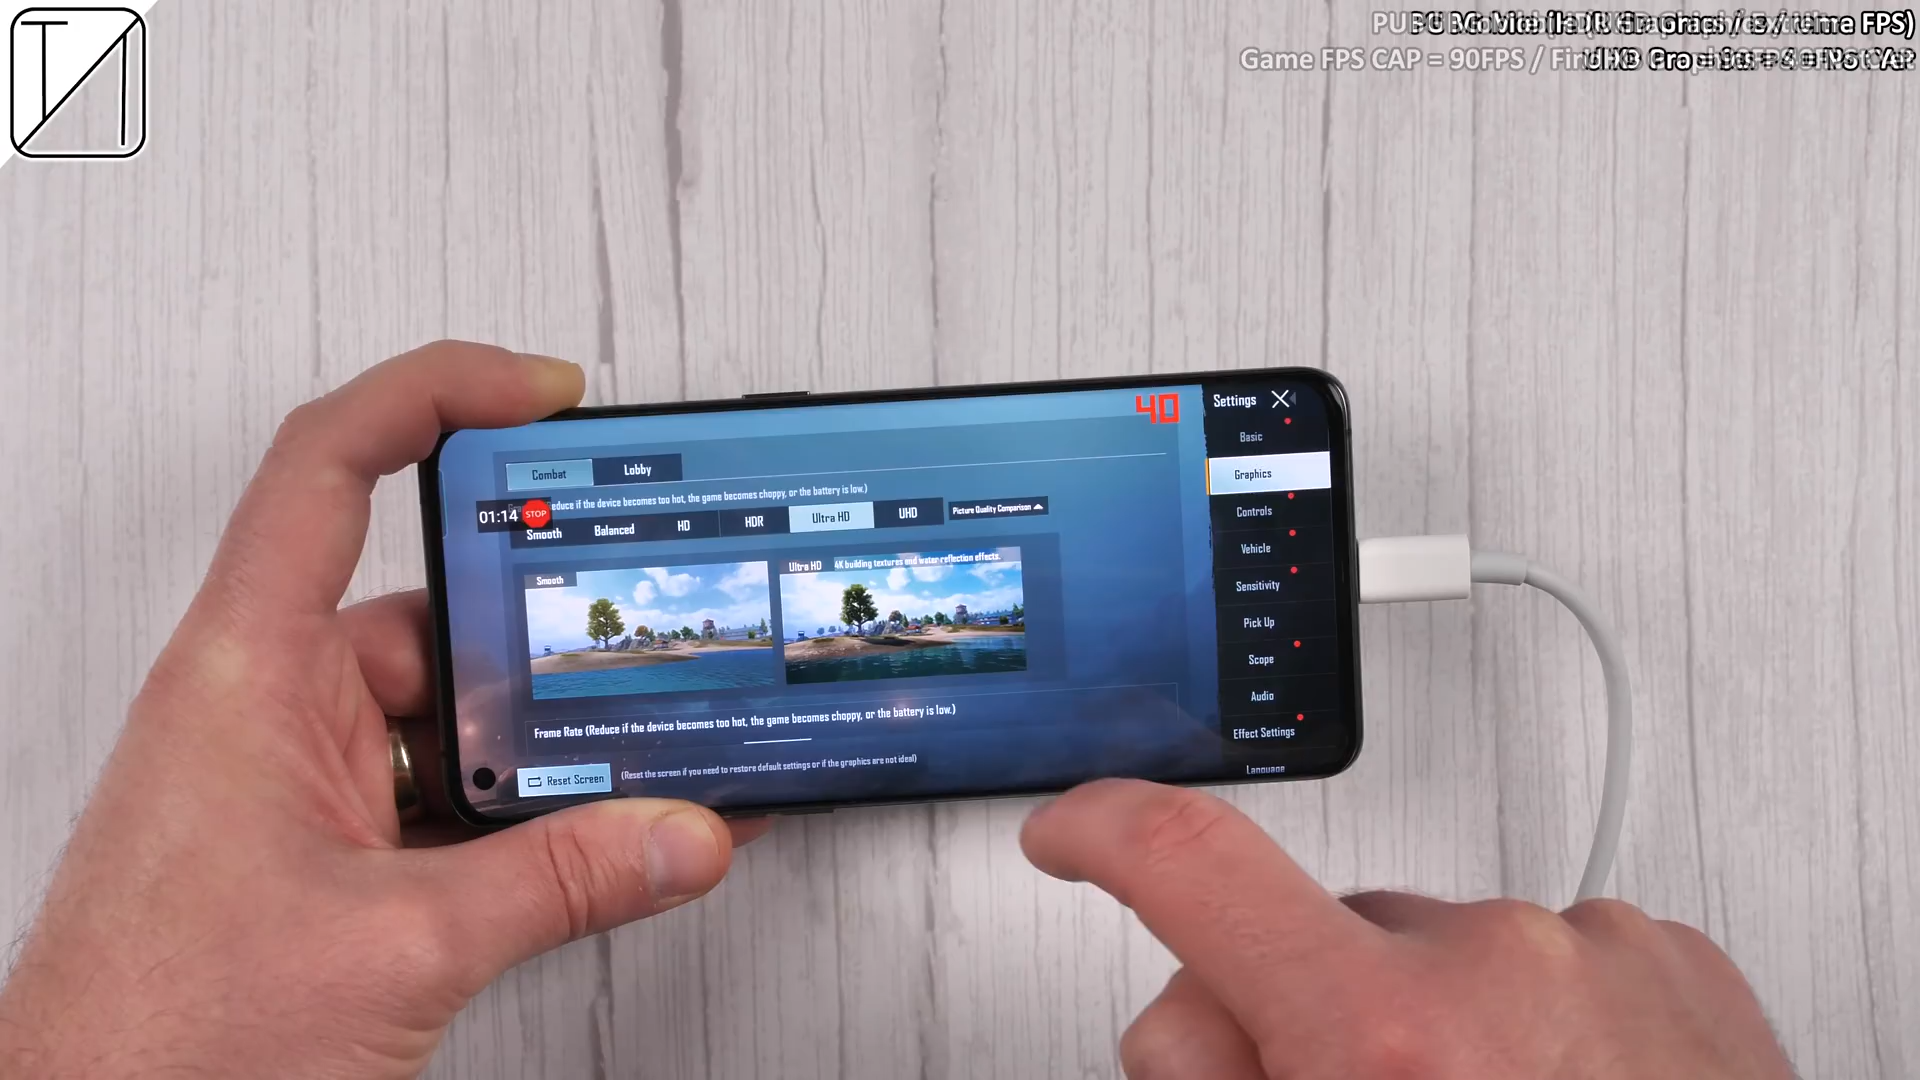 Game FPS CAP = 90FPS /
40
Settings
Basic
Graphics
Controls
Vehicle
Sensitivity
Pick Up
Scope
Audio
Effect Settings
Language
Combat
Lobby
educe if the device becomes too hot, the game becomes choppy, or the battery is low.)
01:14
STOP
Smooth
Balanced
HD
HDR
Ultra HD
UHD
Picture Quality Comparison
Smooth
Ultra HD
4K building textures and water reflection effects.
Frame Rate (Reduce if the device becomes too hot, the game becomes choppy, or the battery is low.)
Reset Screen
(Reset the screen if you need to restore default settings or if the graphics are not ideal)